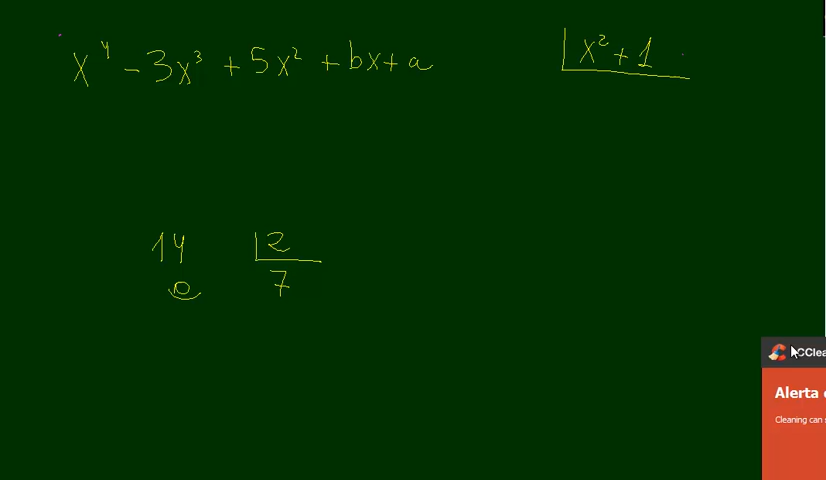 x⁴ - 3x³ + 5x² + bx + a x² + 1
14 2
0 7
CClea
Alerta
Cleaning can